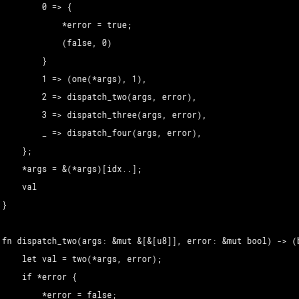 0 => {
*error = true;
(false, 0)
}
1 => (one(*args), 1),
2 => dispatch_two(args, error),
3 => dispatch_three(args, error),
_ => dispatch_four(args, error),
};
*args = &(*args)[idx..];
val
}
fn dispatch_two(args: &mut &[&[u8]], error: &mut bool) -> (b
let val = two(*args, error);
if *error {
*error = false;